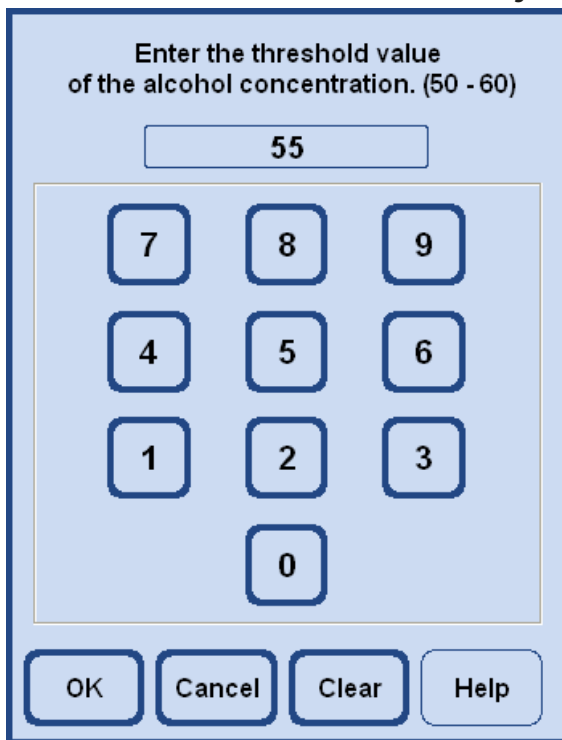 Enter the threshold value
of the alcohol concentration. (50 - 60)
55
7 8 9
4 5 6
1 2 3
0
OK Cancel Clear Help